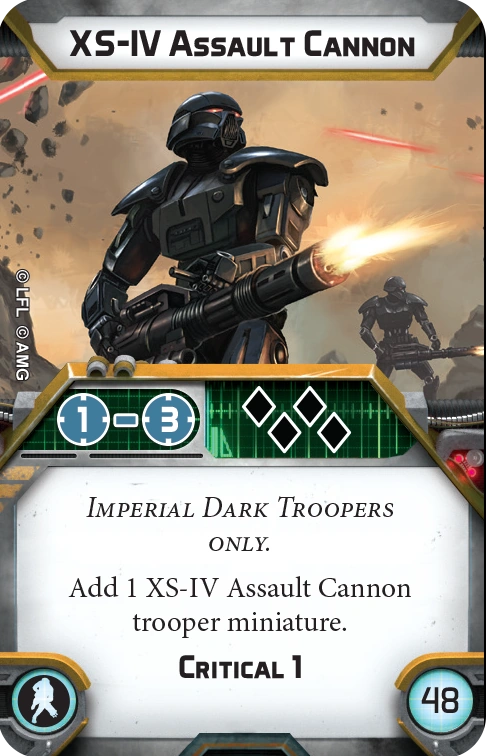 XS-IV ASSAULT CANNON
© LFL © AMG
1-3
IMPERIAL DARK TROOPERS
ONLY.
Add 1 XS-IV Assault Cannon
trooper miniature.
CRITICAL 1
48